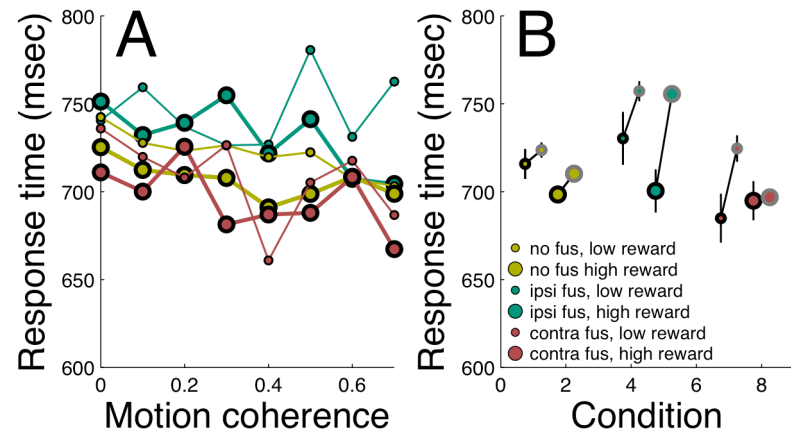 A
B
Response time (msec)
800
750
700
650
600
0
0.2
0.4
0.6
Motion coherence
Response time (msec)
800
750
700
650
600
0
2
4
6
8
Condition
no fus, low reward
no fus high reward
ipsi fus, low reward
ipsi fus, high reward
contra fus, low reward
contra fus, high reward